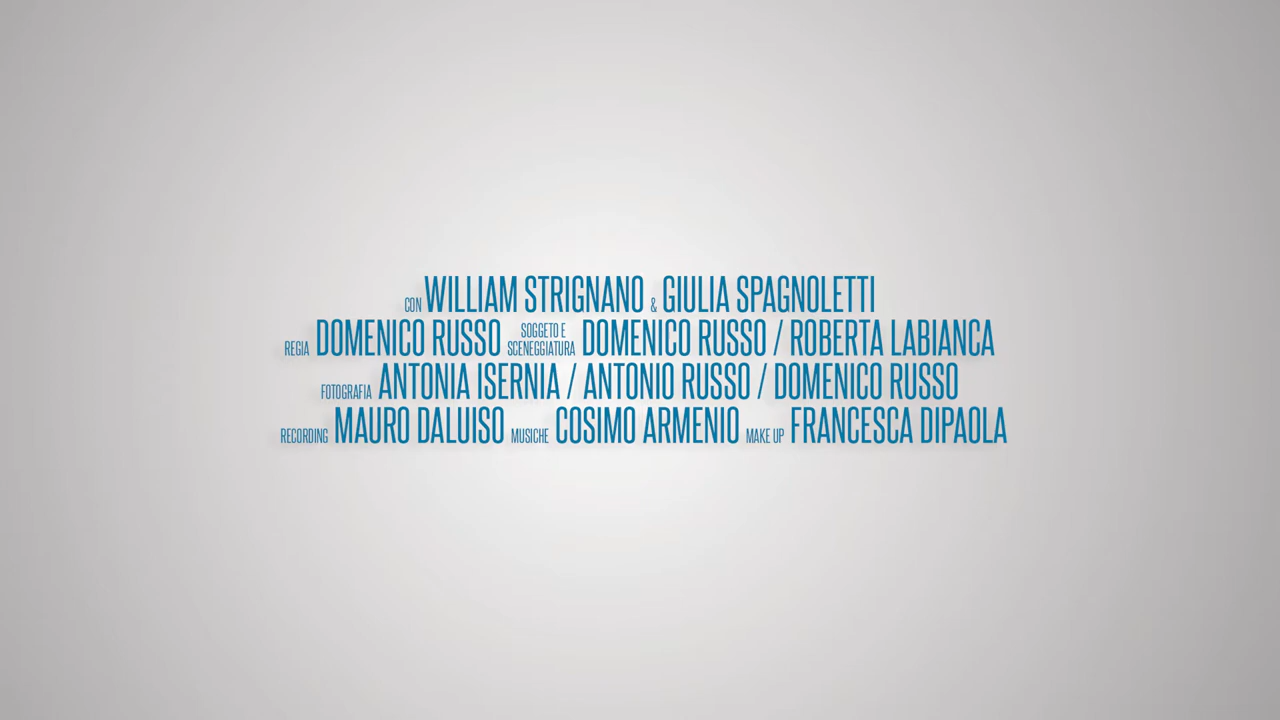 CON WILLIAM STRIGNANO & GIULIA SPAGNOLETTI
REGIA DOMENICO RUSSO SOGGETO E SCENEGGIATURA DOMENICO RUSSO / ROBERTA LABIANCA
FOTOGRAFIA ANTONIA ISERNIA / ANTONIO RUSSO / DOMENICO RUSSO
RECORDING MAURO DALUISO MUSICHE COSIMO ARMENIO MAKE UP FRANCESCA DIPAOLA